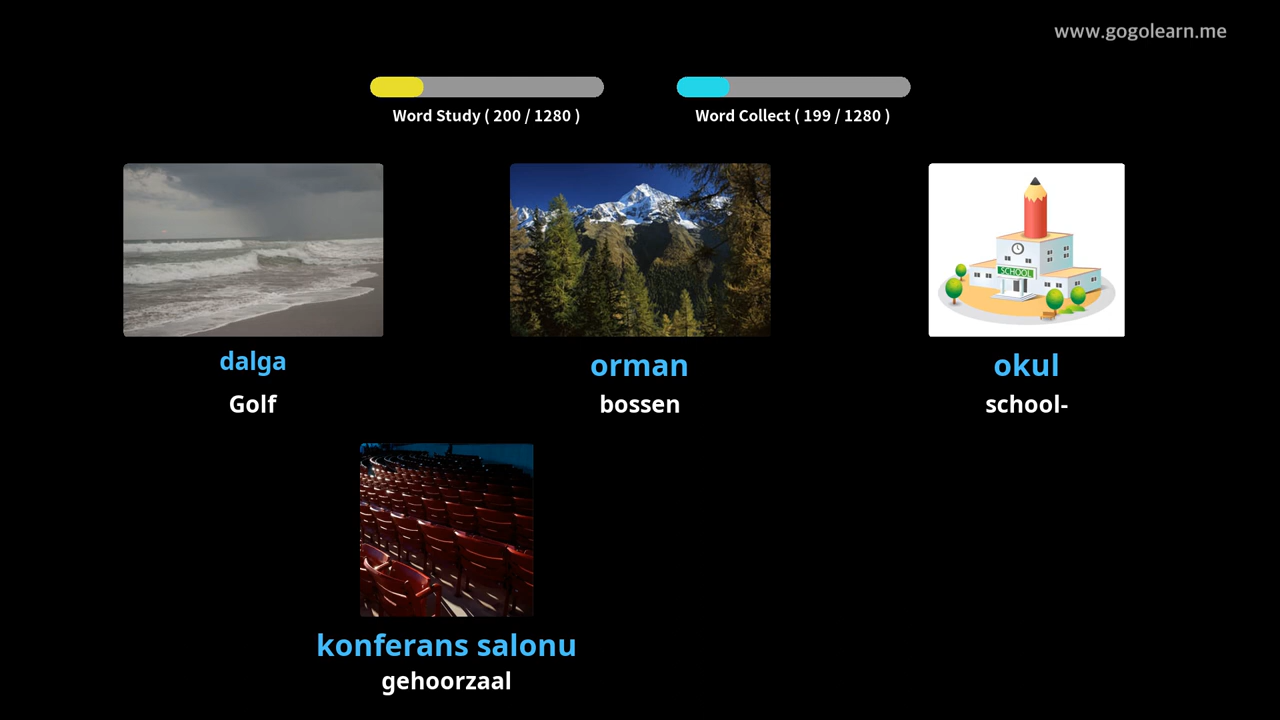 www.gogolearn.me
Word Study ( 200 / 1280 )
Word Collect ( 199 / 1280 )
SCHOOL
dalga
Golf
orman
bossen
okul
school-
konferans salonu
gehoorzaal